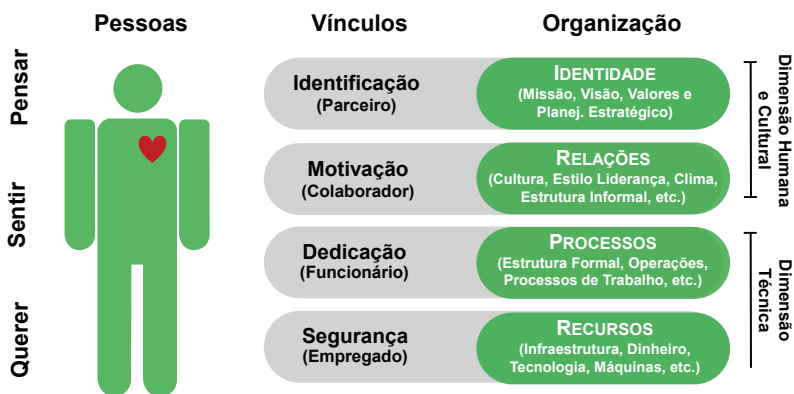 Pessoas
Vínculos
Organização
Pensar
Sentir
Querer
Identificação
(Parceiro)
IDENTIDADE
(Missão, Visão, Valores e
Planej. Estratégico)
Motivação
(Colaborador)
RELAÇÕES
(Cultura, Estilo Liderança, Clima,
Estrutura Informal, etc.)
Dedicação
(Funcionário)
PROCESSOS
(Estrutura Formal, Operações,
Processos de Trabalho, etc.)
Segurança
(Empregado)
RECURSOS
(Infraestrutura, Dinheiro,
Tecnologia, Máquinas, etc.)
Dimensão Humana
e Cultural
Dimensão
Técnica